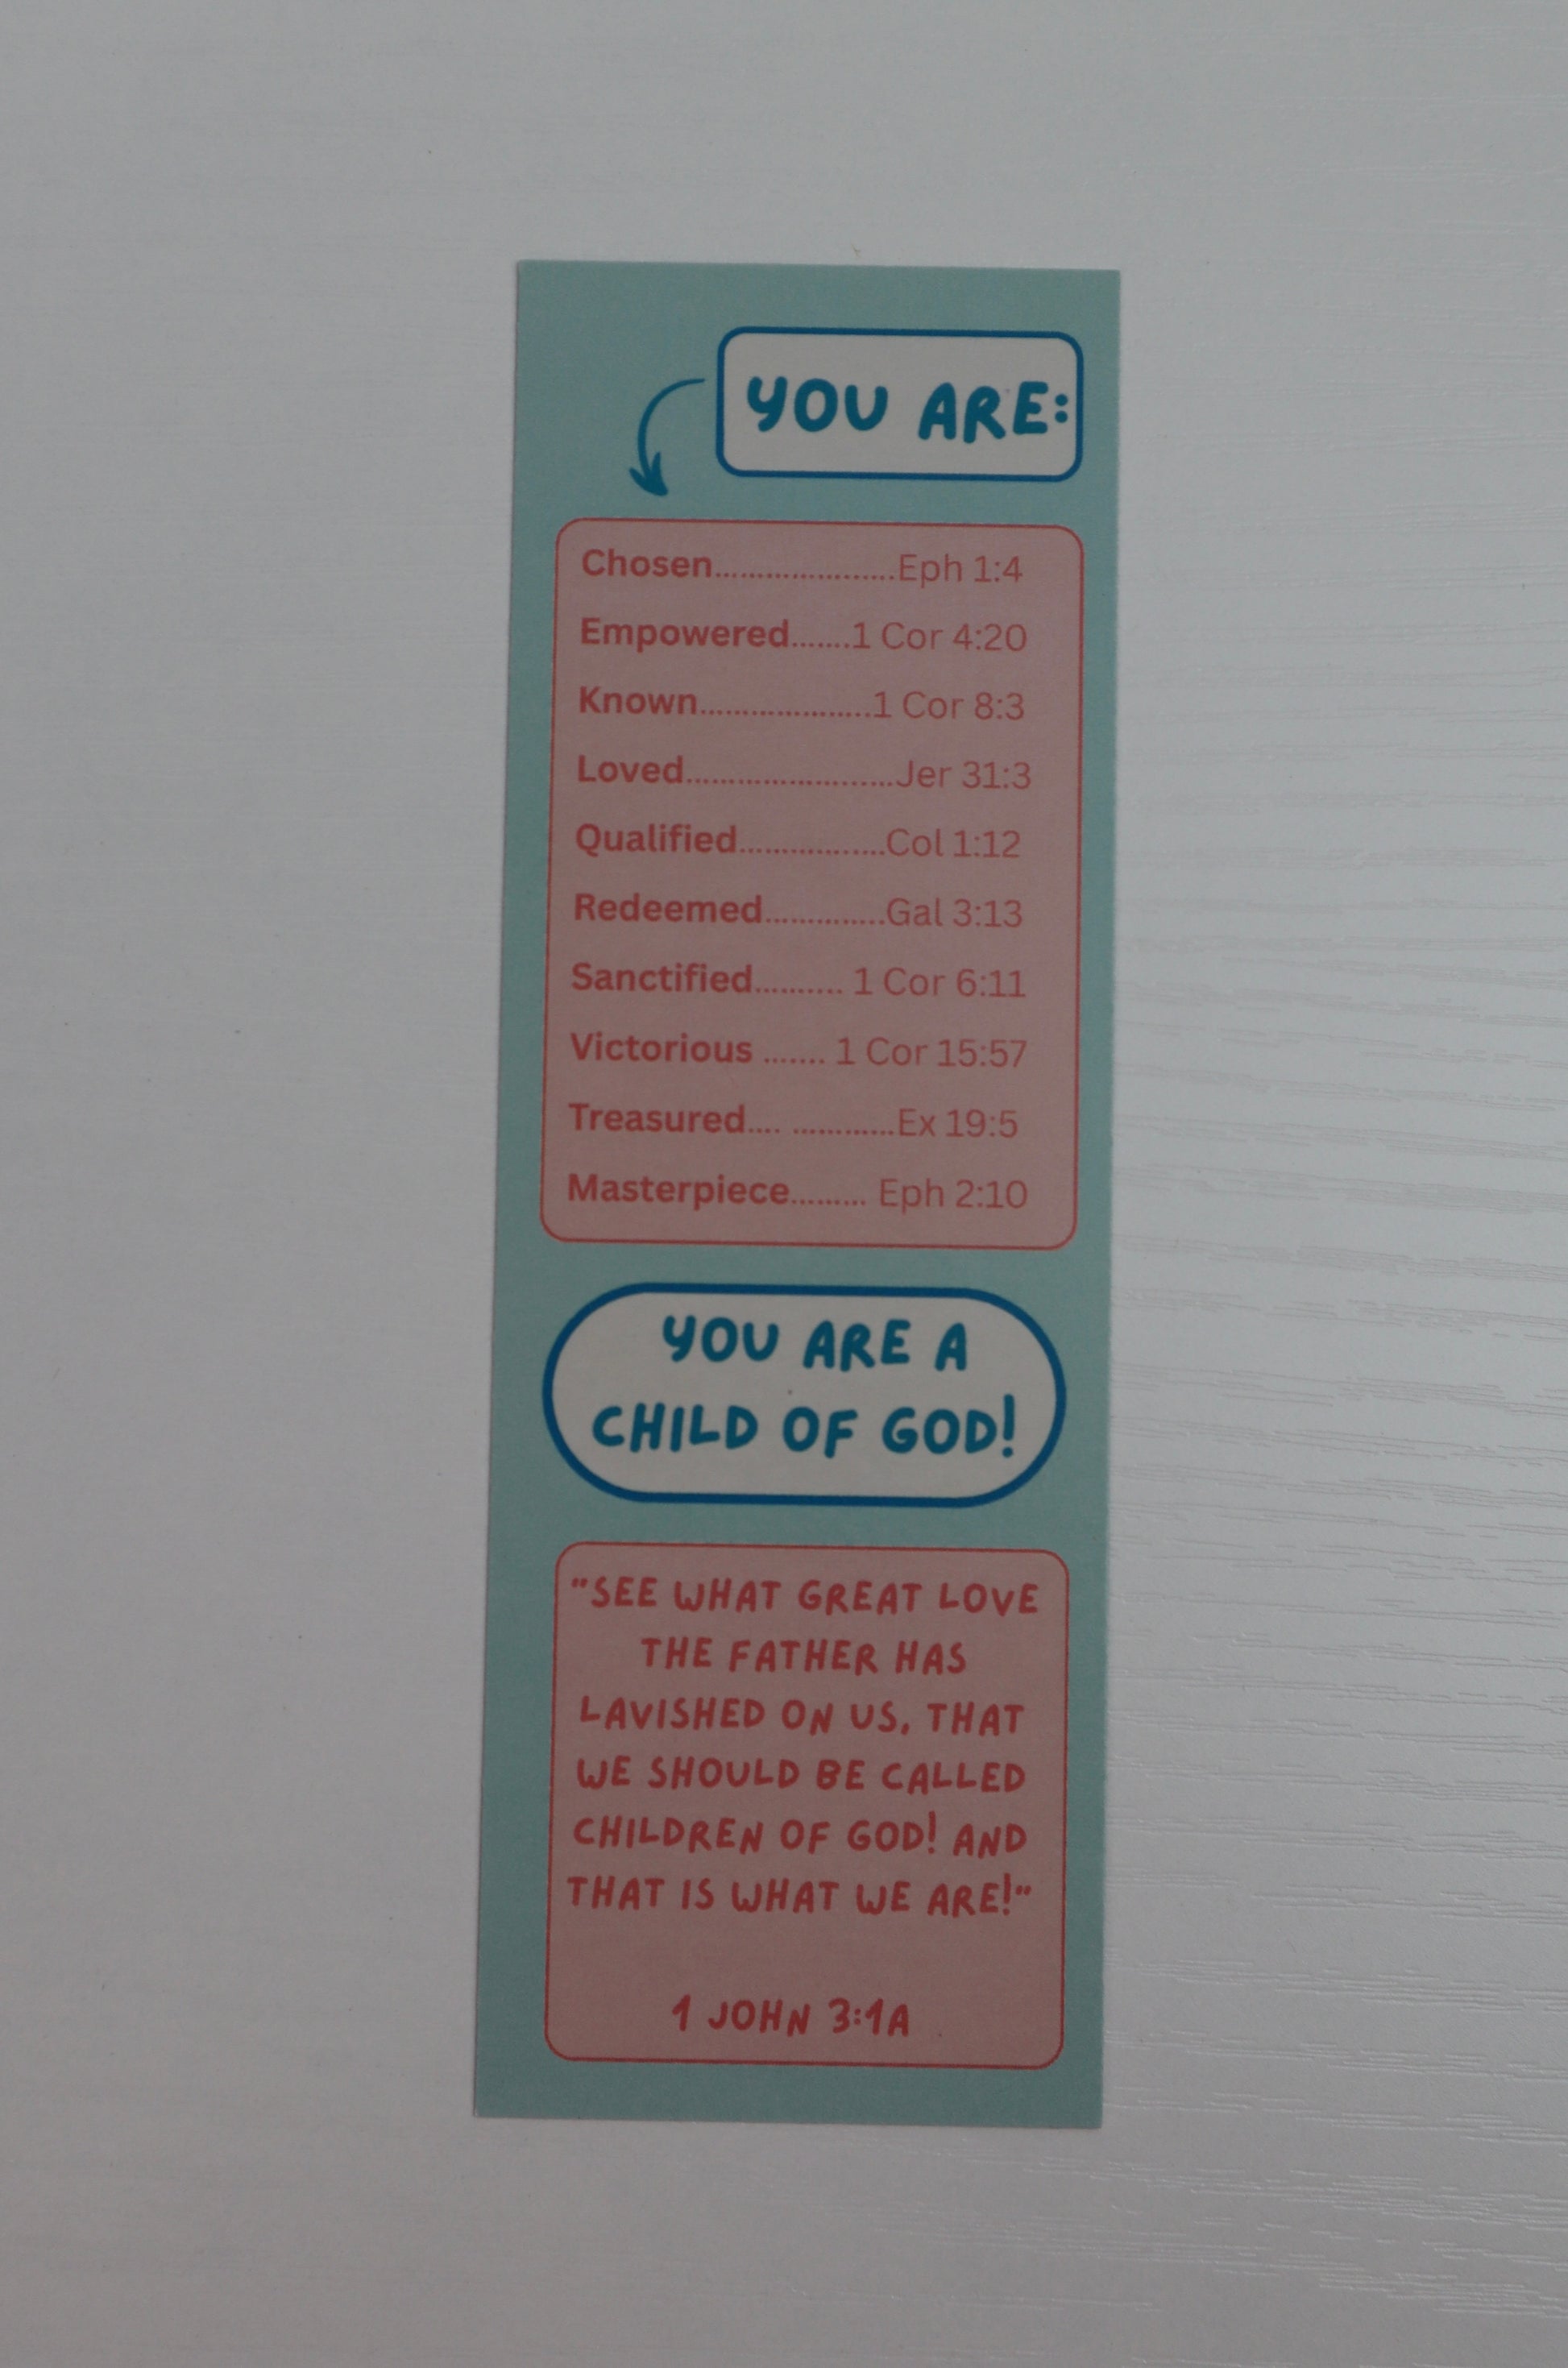 YOU ARE:
Chosen......................Eph 1:4
Empowered.......1 Cor 4:20
Known.....................1 Cor 8:3
Loved.........................Jer 31:3
Qualified..................Col 1:12
Redeemed..............Gal 3:13
Sanctified.......... 1 Cor 6:11
Victorious ....... 1 Cor 15:57
Treasured.... ............Ex 19:5
Masterpiece......... Eph 2:10
YOU ARE A
CHILD OF GOD!
"SEE WHAT GREAT LOVE
THE FATHER HAS
LAVISHED ON US, THAT
WE SHOULD BE CALLED
CHILDREN OF GOD! AND
THAT IS WHAT WE ARE!"
1 JOHN 3:1A